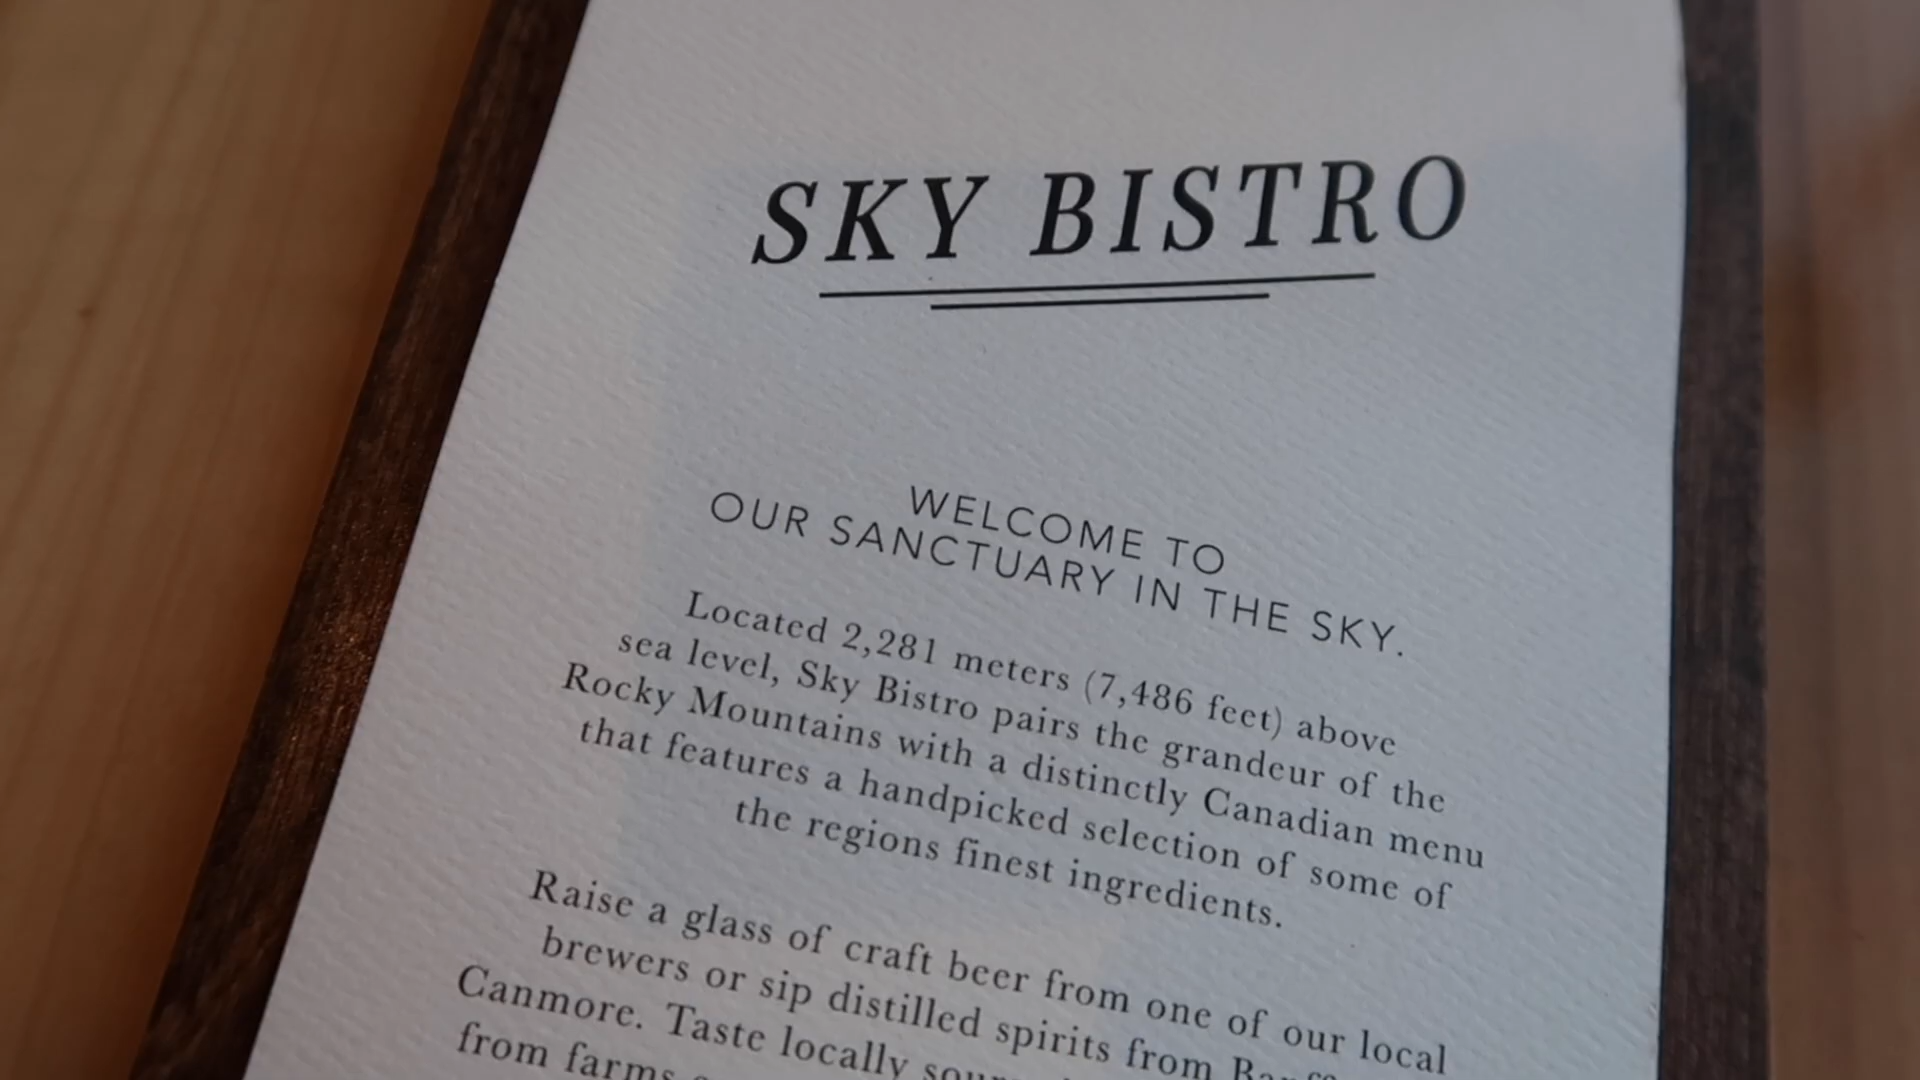 SKY BISTRO
WELCOME TO
OUR SANCTUARY IN THE SKY.
Located 2,281 meters (7,486 feet) above
sea level, Sky Bistro pairs the grandeur of the
Rocky Mountains with a distinctly Canadian menu
that features a handpicked selection of some of
the regions finest ingredients.
Raise a glass of craft beer from one of our local
brewers or sip distilled spirits from
Canmore. Taste locally
from farms